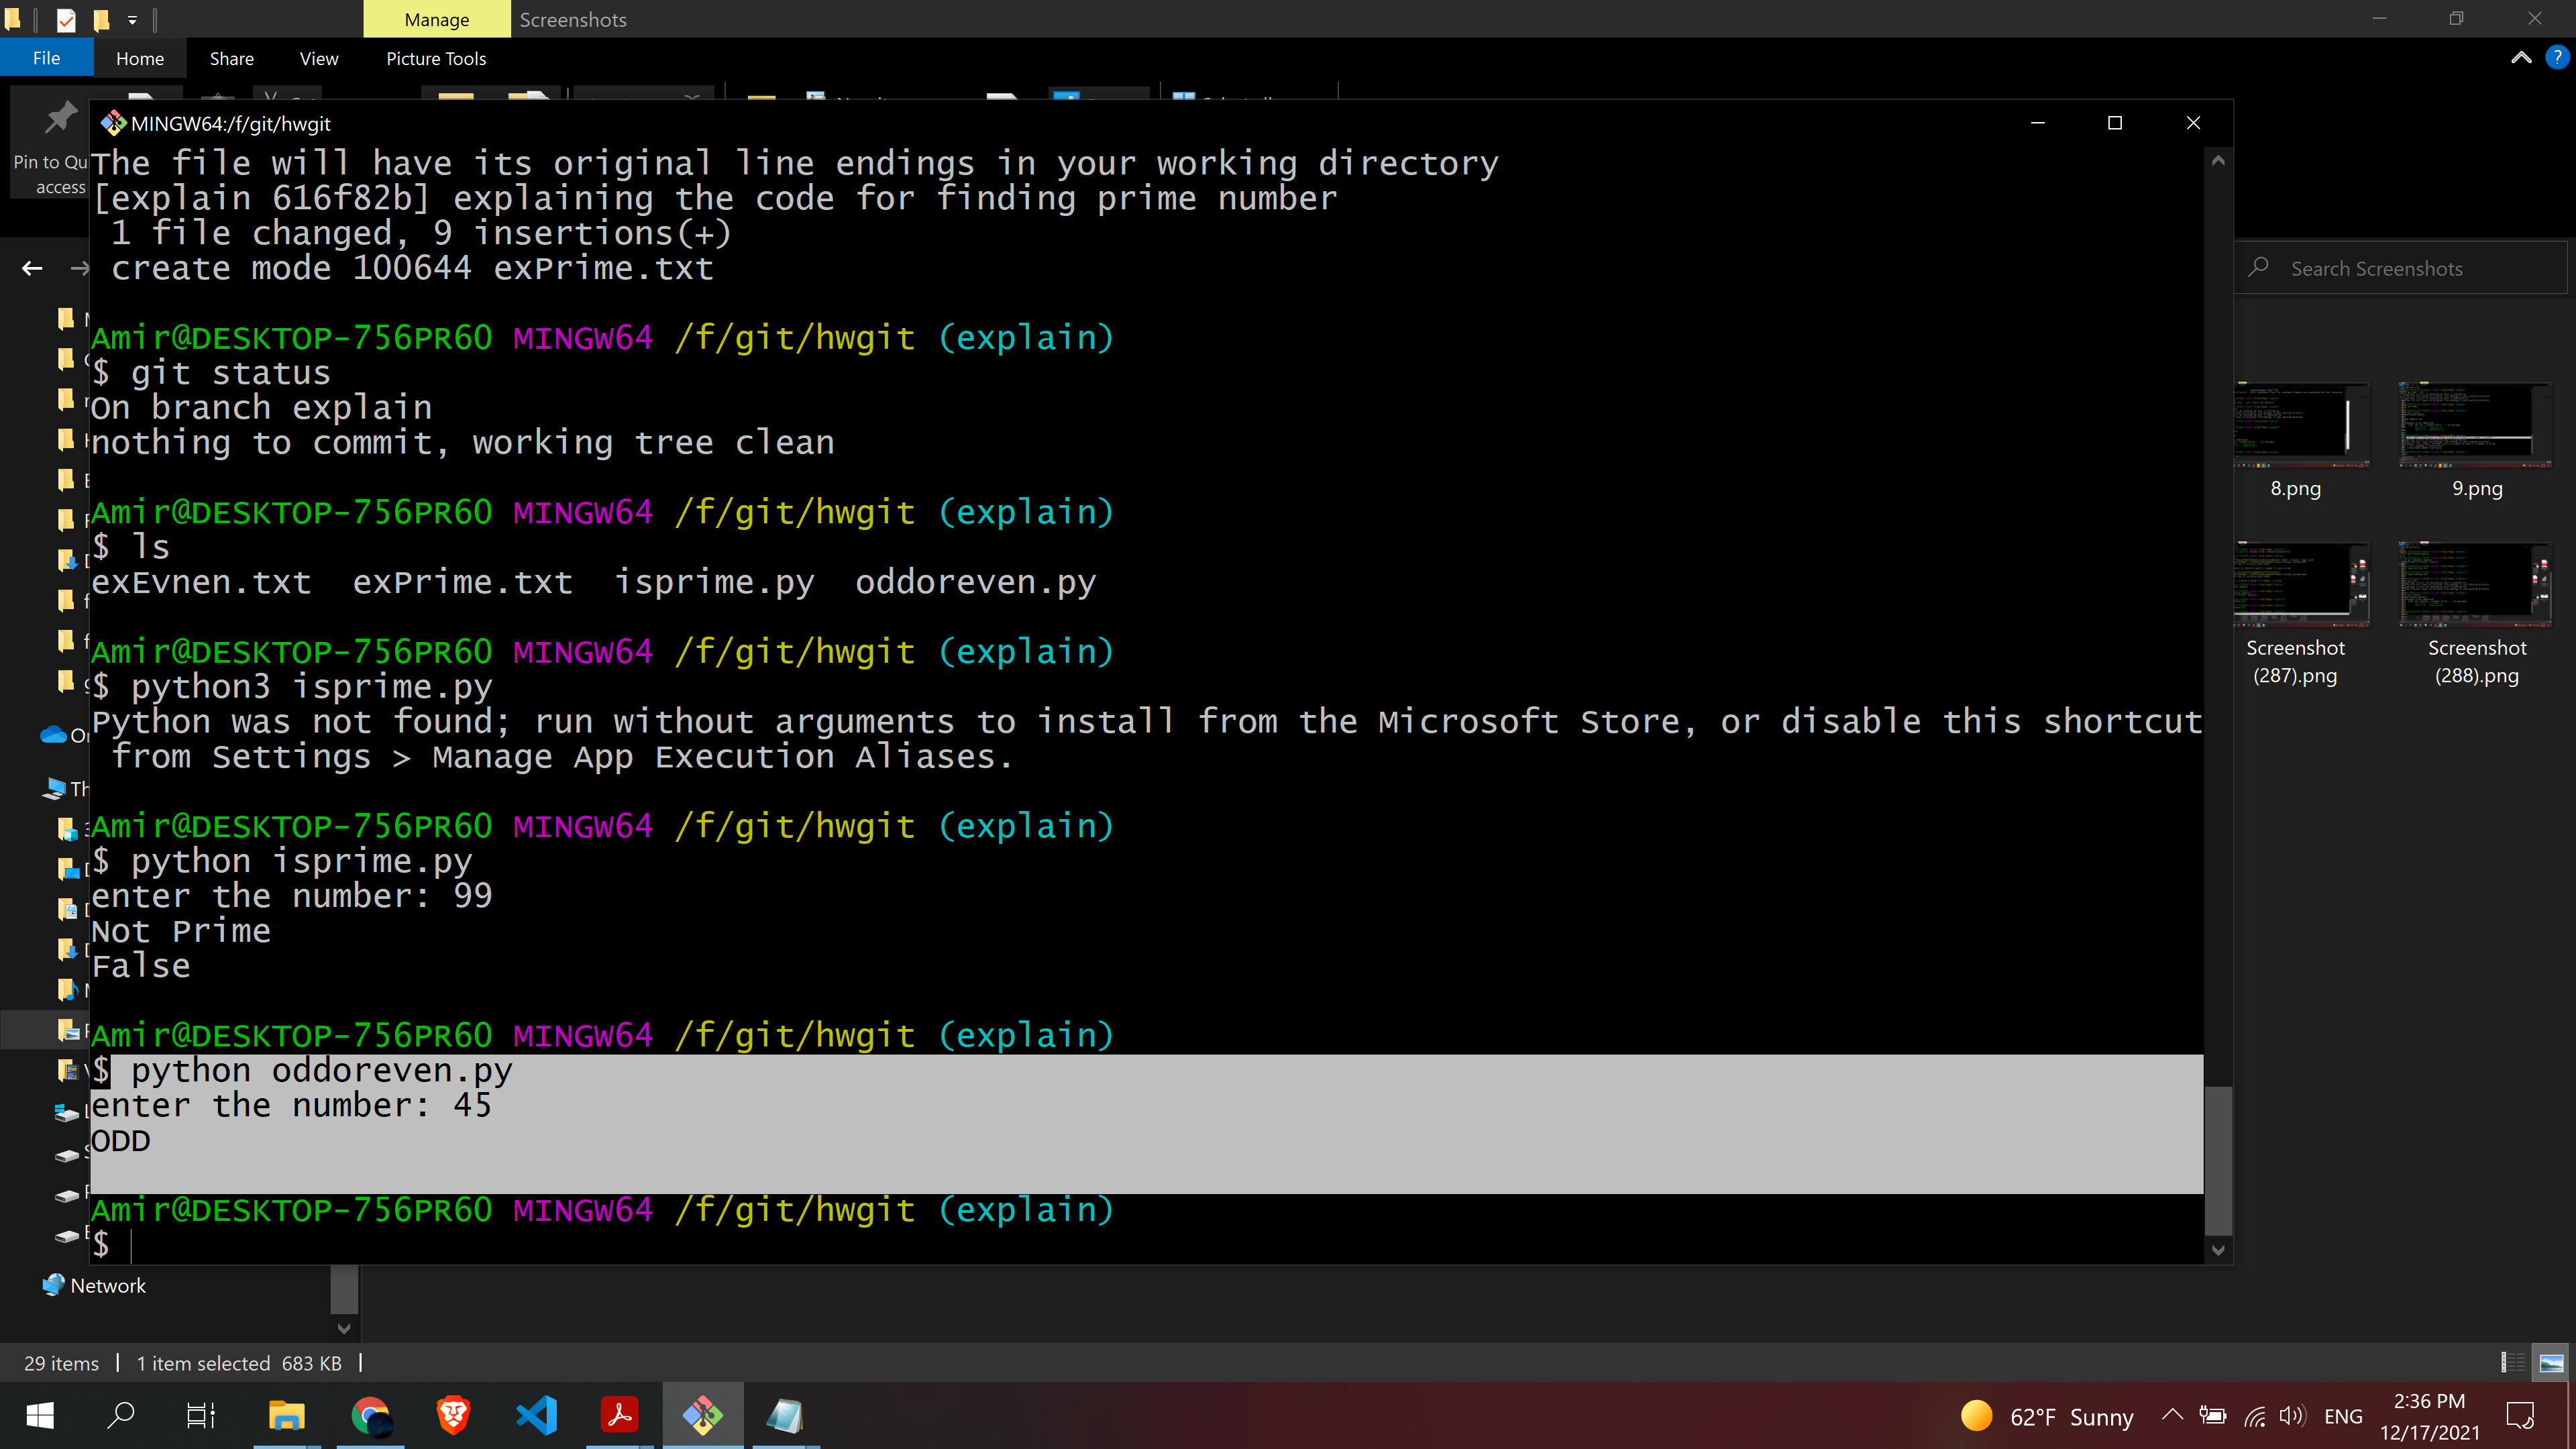 Manage
Screenshots
File
Home
Share
View
Picture Tools
Pin to Qu
access
MINGW64:/f/git/hwgit
The file will have its original line endings in your working directory
[explain 616f82b] explaining the code for finding prime number
1 file changed, 9 insertions(+)
create mode 100644 exPrime.txt
Amir@DESKTOP-756PR60 MINGW64 /f/git/hwgit (explain)
$ git status
On branch explain
nothing to commit, working tree clean
Amir@DESKTOP-756PR60 MINGW64 /f/git/hwgit (explain)
$ ls
exEvnen.txt  exPrime.txt  isprime.py  oddoreven.py
Amir@DESKTOP-756PR60 MINGW64 /f/git/hwgit (explain)
$ python3 isprime.py
Python was not found; run without arguments to install from the Microsoft Store, or disable this shortcut
from Settings > Manage App Execution Aliases.
Amir@DESKTOP-756PR60 MINGW64 /f/git/hwgit (explain)
$ python isprime.py
enter the number: 99
Not Prime
False
Amir@DESKTOP-756PR60 MINGW64 /f/git/hwgit (explain)
$ python oddoreven.py
enter the number: 45
ODD
Amir@DESKTOP-756PR60 MINGW64 /f/git/hwgit (explain)
$
Search Screenshots
8.png
9.png
Screenshot
(287).png
Screenshot
(288).png
Network
29 items
1 item selected 683 KB
62°F Sunny
ENG
2:36 PM
12/17/2021